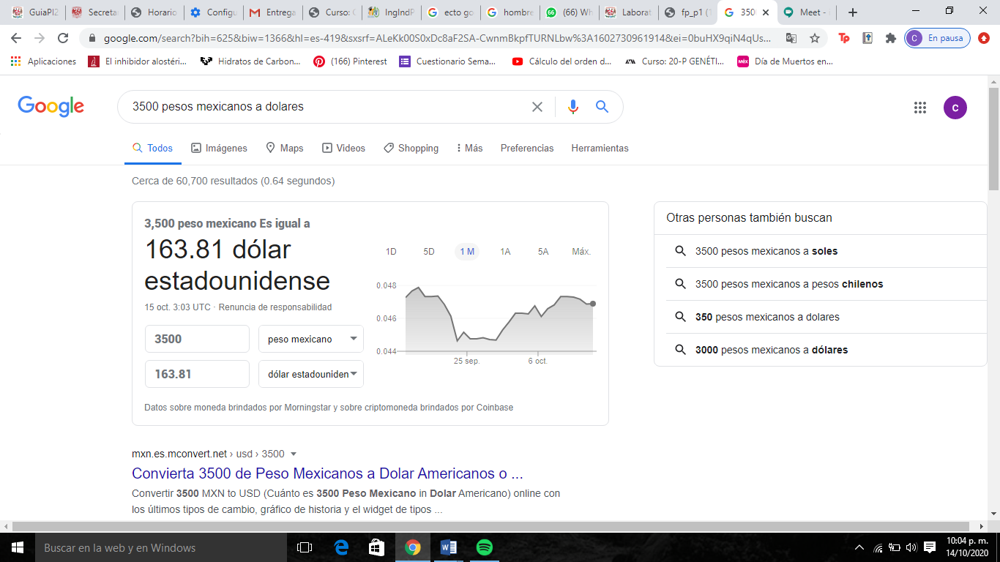 GuiaPI2
Secretar
Horario
Configu
Entrega
Curso: C
IngIndP
ecto go
hombre
(66) Wh
Laborat
fp_p1 (1
350
Meet -
google.com/search?bih=625&biw=1366&hl=es-419&sxsrf=ALeKk00S0xDc8aF2SA-CwnmBkpfTURNLbw%3A1602730961914&ei=0buHX9qiN4qUs...
Tp
C En pausa
Aplicaciones
El inhibidor alostéri...
Hidratos de Carbon...
(166) Pinterest
Cuestionario Sema...
Cálculo del orden d...
Curso: 20-P GENÉTI...
Día de Muertos en...
Google
3500 pesos mexicanos a dolares
C
Todos
Imágenes
Maps
Videos
Shopping
Más
Preferencias
Herramientas
Cerca de 60,700 resultados (0.64 segundos)
3,500 peso mexicano Es igual a
163.81 dólar
estadounidense
15 oct. 3:03 UTC · Renuncia de responsabilidad
3500
peso mexicano
163.81
dólar estadouniden
1D
5D
1 M
1A
5A
Máx.
0.048
0.046
0.044
25 sep.
6 oct.
Datos sobre moneda brindados por Morningstar y sobre criptomoneda brindados por Coinbase
Otras personas también buscan
3500 pesos mexicanos a soles
3500 pesos mexicanos a pesos chilenos
350 pesos mexicanos a dolares
3000 pesos mexicanos a dólares
mxn.es.mconvert.net › usd › 3500
Convierta 3500 de Peso Mexicanos a Dolar Americanos o ...
Convertir 3500 MXN to USD (Cuánto es 3500 Peso Mexicano in Dolar Americano) online con
los últimos tipos de cambio, gráfico de historia y el widget de tipos ...
Buscar en la web y en Windows
10:04 p. m.
14/10/2020